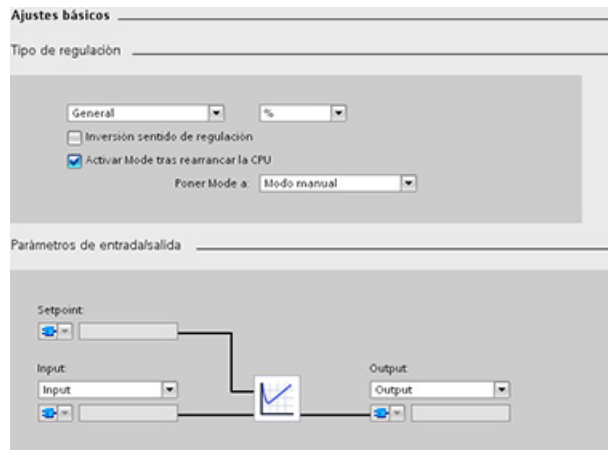 Ajustes básicos
Tipo de regulación
General
%
Inversión sentido de regulación
Activar Mode tras rearrancar la CPU
Poner Mode a:
Modo manual
Parámetros de entrada/salida
Setpoint:
Input:
Output:
Input
Output